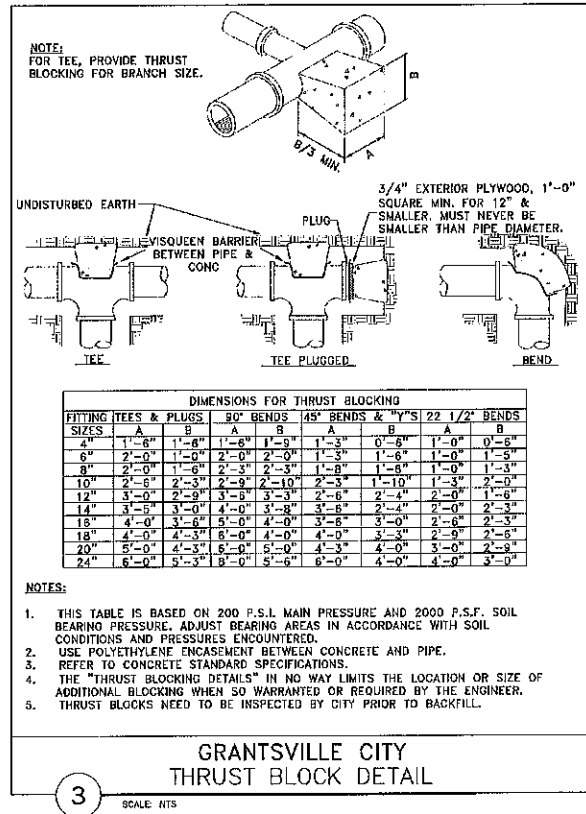 NOTE:
FOR TEE, PROVIDE THRUST
BLOCKING FOR BRANCH SIZE.
B
B/3 MIN.
A
3/4" EXTERIOR PLYWOOD, 1'-0"
SQUARE MIN. FOR 12" &
SMALLER. MUST NEVER BE
SMALLER THAN PIPE DIAMETER.
UNDISTURBED EARTH
PLUG
VISQUEEN BARRIER
BETWEEN PIPE &
CONC
TEE
TEE PLUGGED
BEND
DIMENSIONS FOR THRUST BLOCKING
FITTING TEES & PLUGS 90° BENDS 45° BENDS & "Y"S 22 1/2° BENDS
SIZES A B A B A B A B
4" 1'-6" 1'-6" 1'-6" 1'-9" 1'-3" 0'-6" 1'-0" 0'-6"
6" 2'-0" 1'-0" 2'-0" 2'-0" 1'-3" 1'-6" 1'-0" 1'-5"
8" 2'-0" 1'-6" 2'-3" 2'-3" 1'-8" 1'-6" 1'-0" 1'-3"
10" 2'-6" 2'-3" 2'-9" 2'-10" 2'-3" 1'-10" 1'-3" 2'-0"
12" 3'-0" 2'-9" 3'-6" 3'-3" 2'-6" 2'-4" 2'-0" 1'-6"
14" 3'-5" 3'-0" 4'-0" 3'-8" 3'-6" 2'-4" 2'-0" 2'-3"
16" 4'-0" 3'-6" 5'-0" 4'-0" 3'-6" 3'-0" 2'-6" 2'-3"
18" 4'-0" 4'-3" 6'-0" 4'-0" 4'-0" 3'-3" 2'-9" 2'-6"
20" 5'-0" 4'-3" 6'-0" 5'-0" 4'-3" 4'-0" 3'-0" 2'-9"
24" 6'-0" 5'-3" 8'-0" 5'-6" 6'-0" 4'-0" 4'-0" 3'-0"
NOTES:
1. THIS TABLE IS BASED ON 200 P.S.I. MAIN PRESSURE AND 2000 P.S.F. SOIL
BEARING PRESSURE. ADJUST BEARING AREAS IN ACCORDANCE WITH SOIL
CONDITIONS AND PRESSURES ENCOUNTERED.
2. USE POLYETHYLENE ENCASEMENT BETWEEN CONCRETE AND PIPE.
3. REFER TO CONCRETE STANDARD SPECIFICATIONS.
4. THE "THRUST BLOCKING DETAILS" IN NO WAY LIMITS THE LOCATION OR SIZE OF
ADDITIONAL BLOCKING WHEN SO WARRANTED OR REQUIRED BY THE ENGINEER.
5. THRUST BLOCKS NEED TO BE INSPECTED BY CITY PRIOR TO BACKFILL.
GRANTSVILLE CITY
THRUST BLOCK DETAIL
3
SCALE: NTS